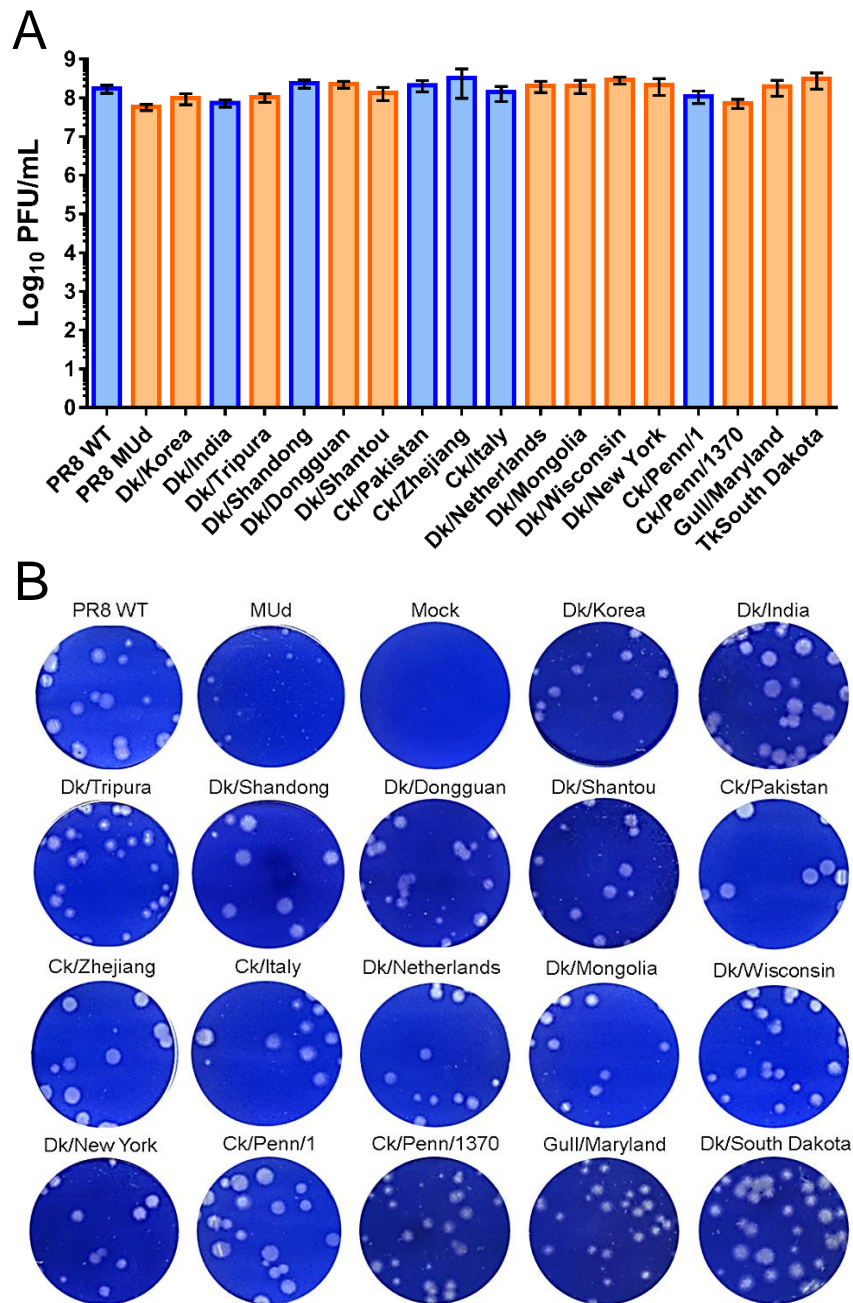 A
Log10 PFU/mL
9
8
7
6
5
4
3
2
1
0
PR8 WT
PR8 MUd
Dk/Korea
Dk/India
Dk/Tripura
Dk/Shandong
Dk/Dongguan
Dk/Shantou
Ck/Pakistan
Ck/Zhejiang
Ck/Italy
Dk/Netherlands
Dk/Mongolia
Dk/Wisconsin
Dk/New York
Ck/Penn/1
Ck/Penn/1370
Gull/Maryland
TkSouth Dakota
B
PR8 WT MUd Mock Dk/Korea Dk/India
Dk/Tripura Dk/Shandong Dk/Dongguan Dk/Shantou Ck/Pakistan
Ck/Zhejiang Ck/Italy Dk/Netherlands Dk/Mongolia Dk/Wisconsin
Dk/New York Ck/Penn/1 Ck/Penn/1370 Gull/Maryland Dk/South Dakota